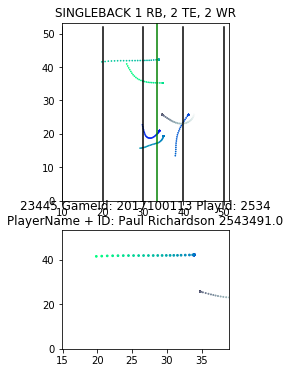 SINGLEBACK 1 RB, 2 TE, 2 WR
50
40
30
20
10
0
10 20 30 40 50
23445 GameId: 2017100113 PlayId: 2534
PlayerName + ID: Paul Richardson 2543491.0
40
20
0
15 20 25 30 35